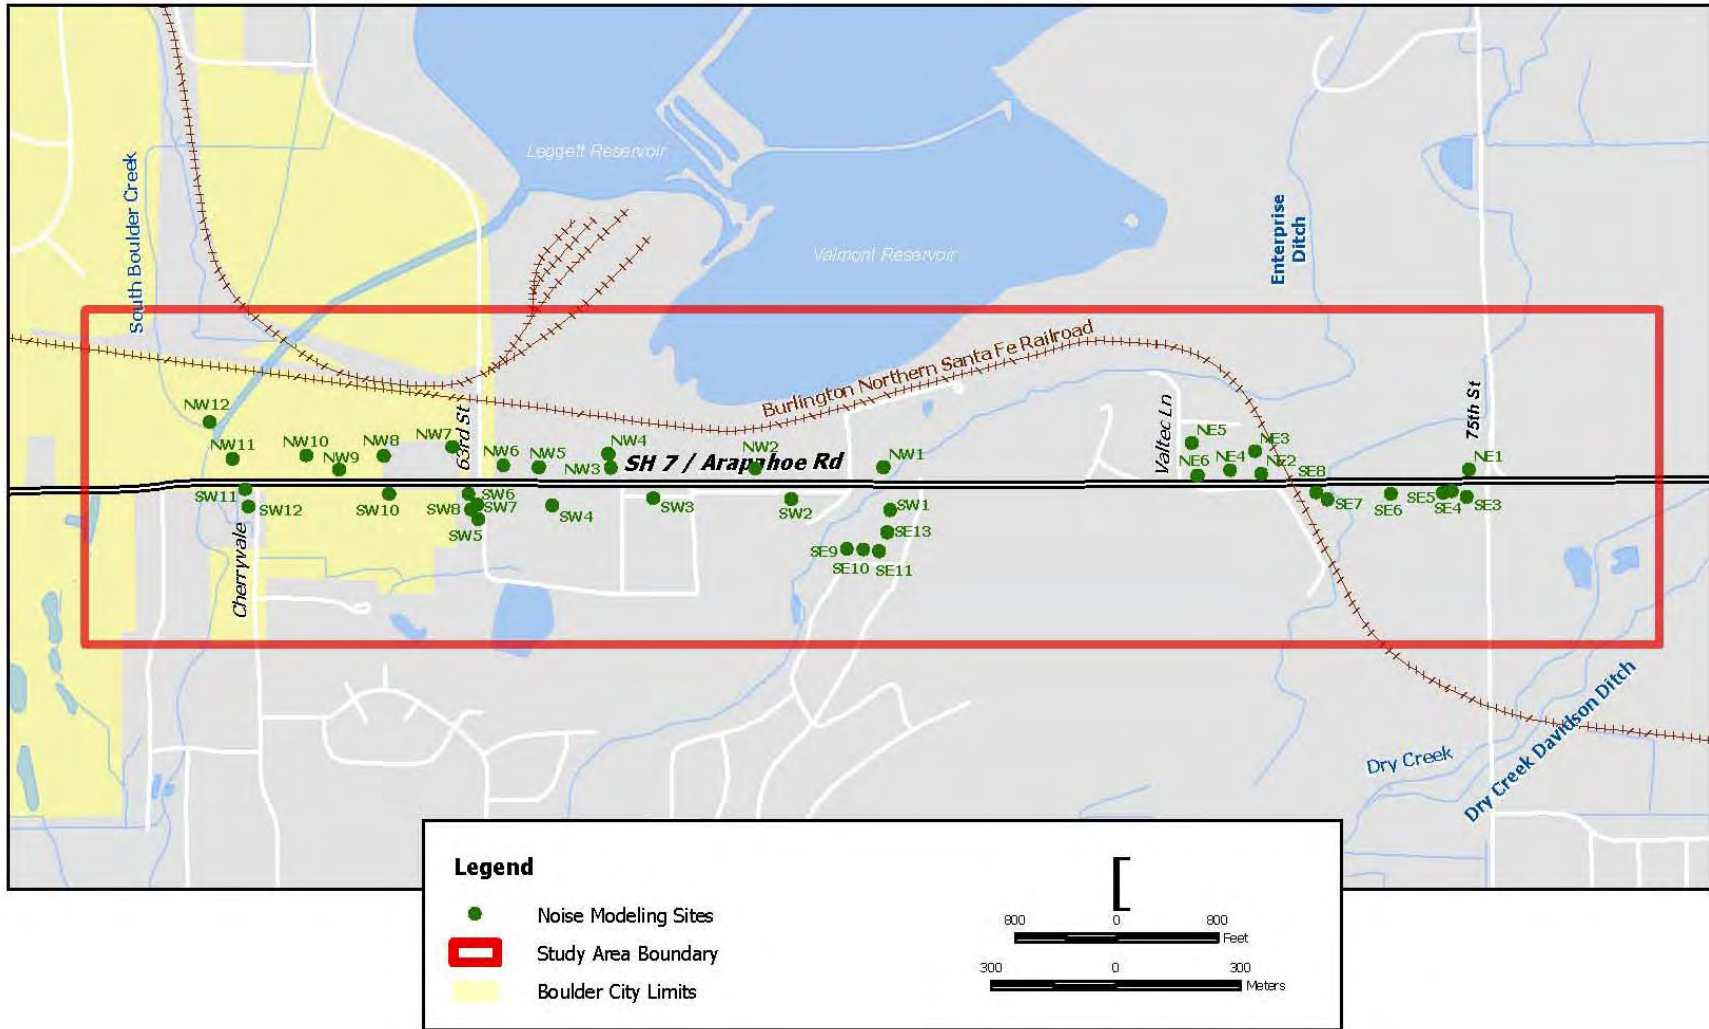 Leggett Reservoir
South Boulder Creek
Enterprise
Ditch
Valmont Reservoir
Burlington Northern Santa Fe Railroad
NW12
NW11
NW10
NW9
NW8
NW7
63rd St
NW6
NW5
NW4
NW3
SH 7 / Arapahoe Rd
NW2
NW1
Valtec Ln
NE5
NE6
NE4
NE3
NE2
75th St
NE1
SW11
SW12
Cherryvale
SW10
SW6
SW8
SW7
SW5
SW4
SW3
SW2
SW1
SE13
SE9
SE10
SE11
SE8
SE7
SE6
SE5
SE4
SE3
Dry Creek
Dry Creek Davidson Ditch
Legend
Noise Modeling Sites
Study Area Boundary
Boulder City Limits
800 0 800
Feet
300 0 300
Meters